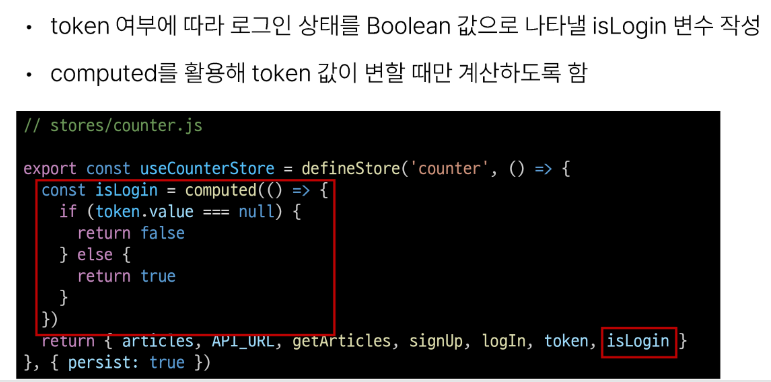 • token 여부에 따라 로그인 상태를 Boolean 값으로 나타낼 isLogin 변수 작성
• computed를 활용해 token 값이 변할 때만 계산하도록 함
// stores/counter.js
export const useCounterStore = defineStore('counter', () => {
  const isLogin = computed(() => {
    if (token.value === null) {
      return false
    } else {
      return true
    }
  })
  return { articles, API_URL, getArticles, signUp, logIn, token, isLogin }
}, { persist: true })